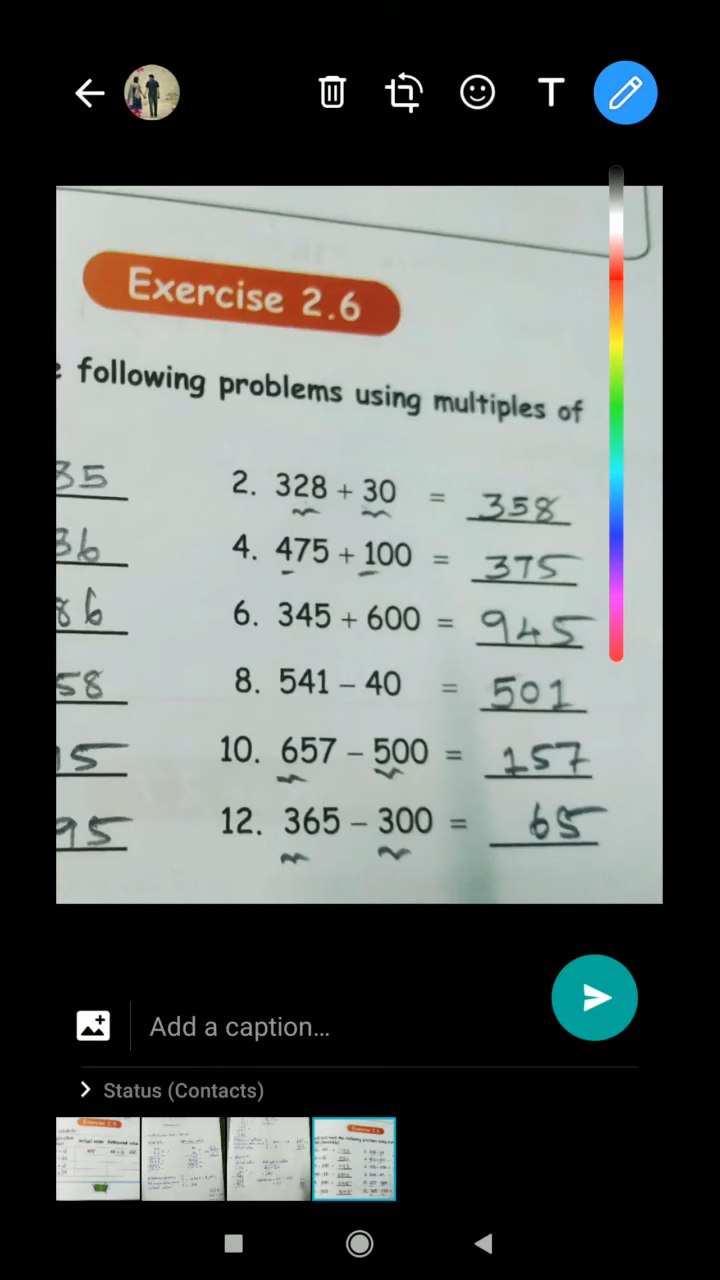 T
Exercise 2.6
following problems using multiples of
35
2. 328 + 30 = 358
36
4. 475 + 100 = 375
86
6. 345 + 600 = 945
58
8. 541 – 40 = 501
15
10. 657 – 500 = 157
95
12. 365 – 300 = 65
Add a caption...
Status (Contacts)